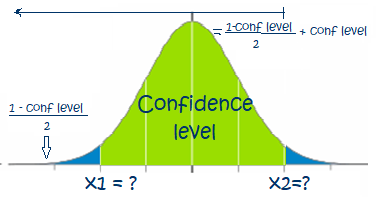 = 1-conf level / 2 + conf level
1 - conf level / 2
Confidence
level
X1 = ?
X2=?